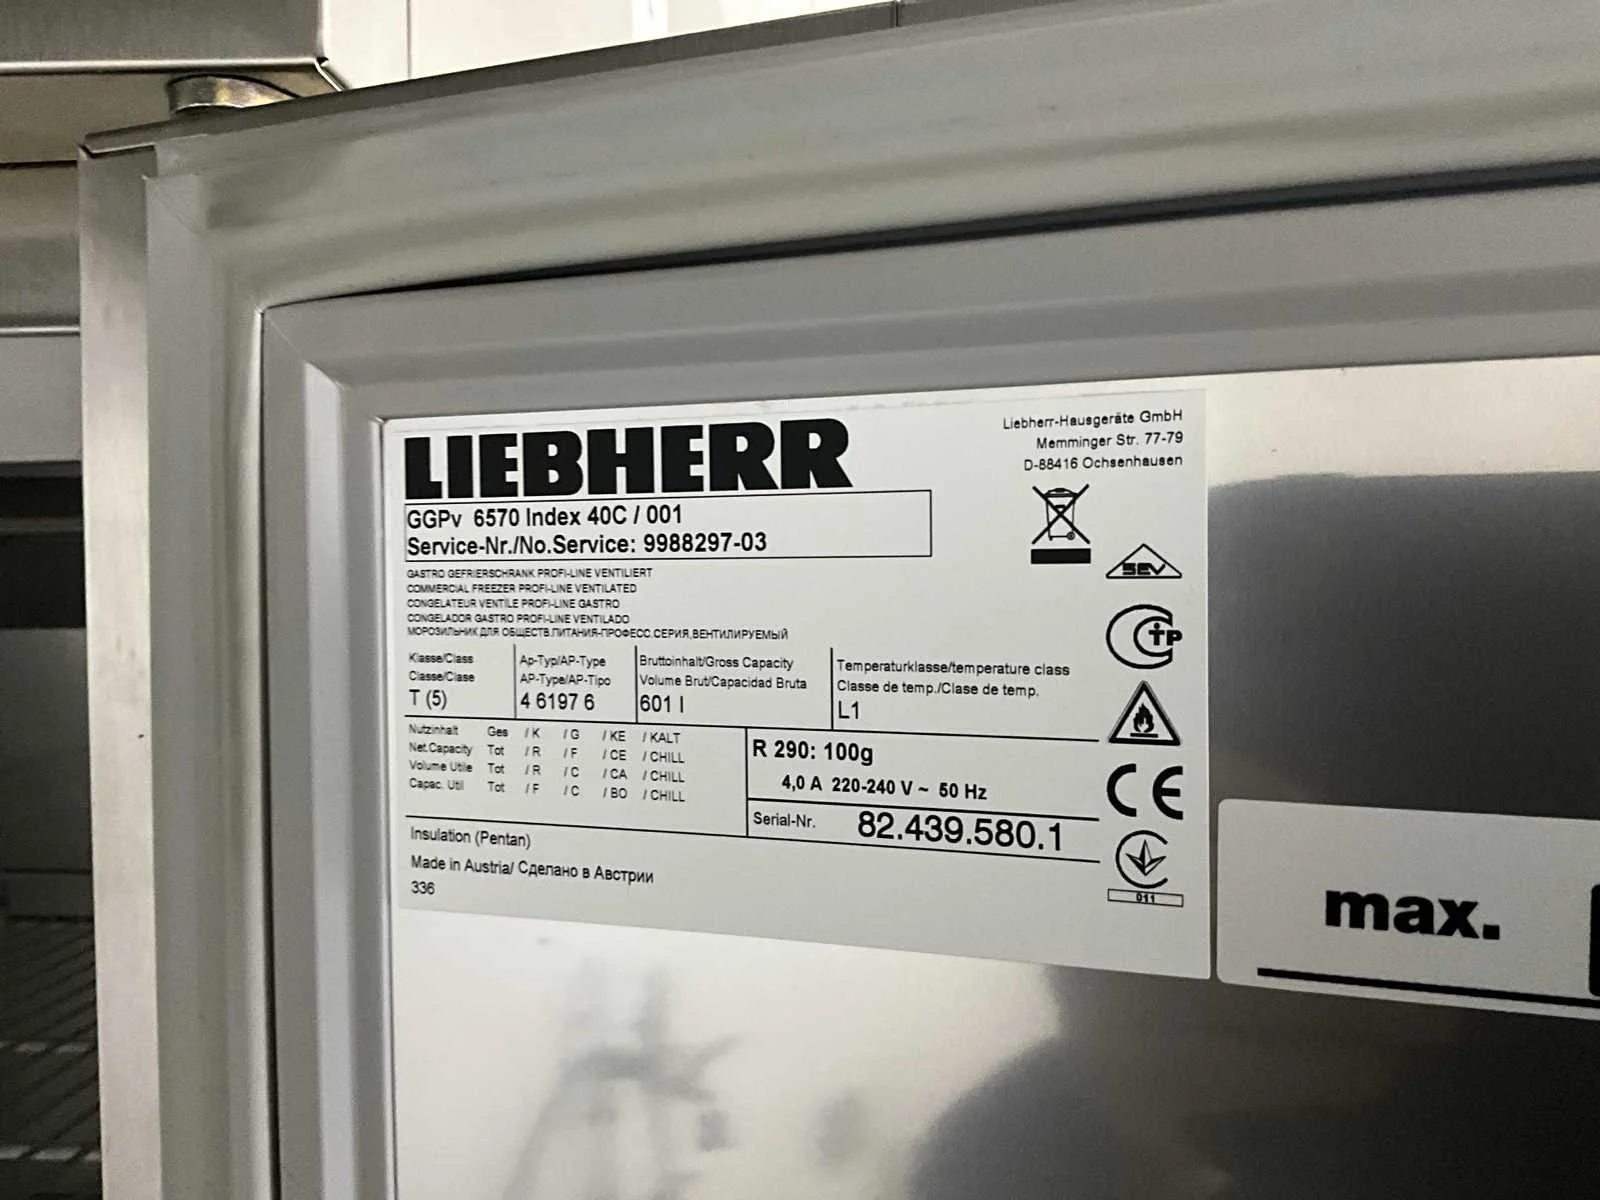 LIEBHERR
Liebherr-Hausgeräte GmbH
Memminger Str. 77-79
D-88416 Ochsenhausen
GGPv 6570 Index 40C / 001
Service-Nr./No.Service: 9988297-03
GASTRO GEFRIERSCHRANK PROFI-LINE VENTILIERT
COMMERCIAL FREEZER PROFI-LINE VENTILATED
CONGELATEUR VENTILE PROFI-LINE GASTRO
CONGELADOR GASTRO PROFI-LINE VENTILADO
МОРОЗИЛЬНИК ДЛЯ ОБЩЕСТВ.ПИТАНИЯ-ПРОФЕСС.СЕРИЯ,ВЕНТИЛИРУЕМЫЙ
SEV
Klasse/Class
Classe/Clase
T (5)
Ap-Typ/AP-Type
AP-Type/AP-Tipo
4 6197 6
Bruttoinhalt/Gross Capacity
Volume Brut/Capacidad Bruta
601 l
Temperaturklasse/temperature class
Classe de temp./Clase de temp.
L1
Nutzinhalt Ges / K / G / KE / KALT
Net.Capacity Tot / R / F / CE / CHILL
Volume Utile Tot / R / C / CA / CHILL
Capac. Util Tot / F / C / BO / CHILL
R 290: 100g
4,0 A 220-240 V ~ 50 Hz
Serial-Nr. 82.439.580.1
Insulation (Pentan)
Made in Austria/ Сделано в Австрии
336
CE
011
max.